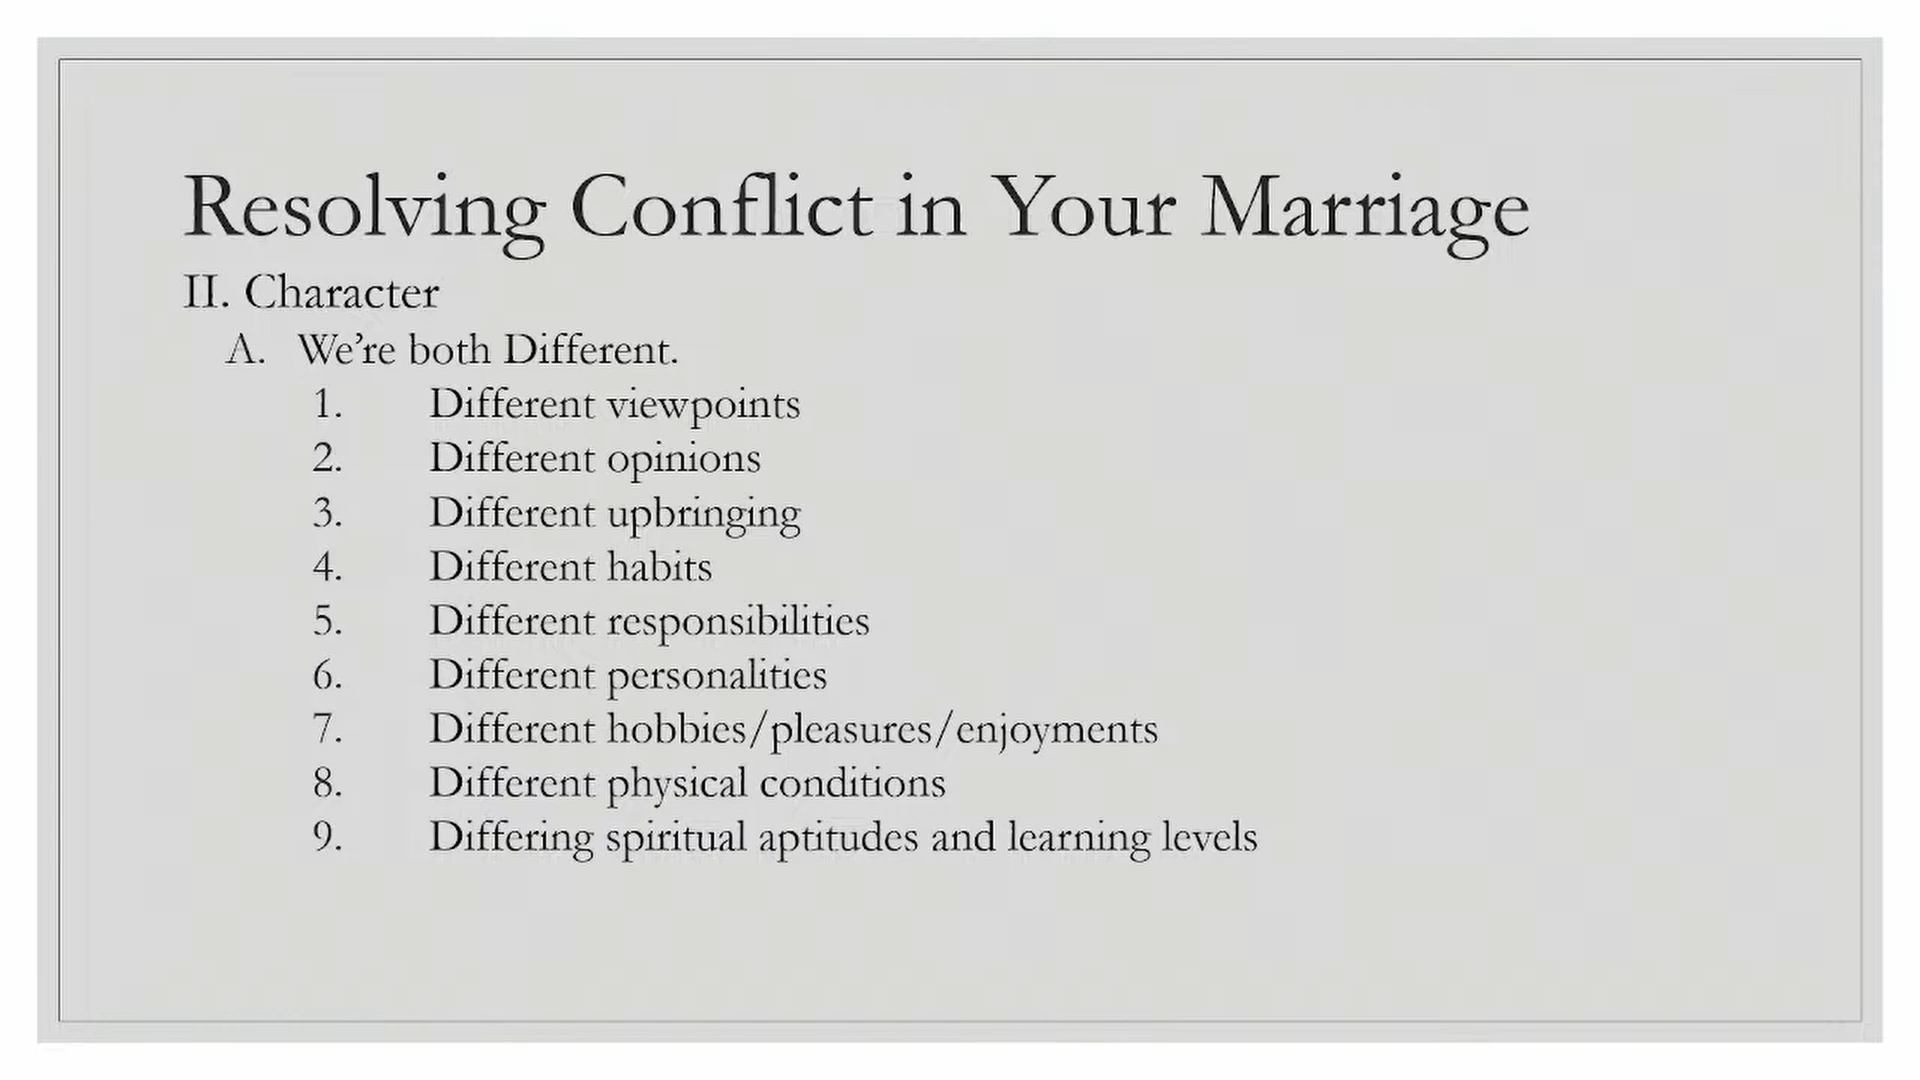 Resolving Conflict in Your Marriage
II. Character
A. We're both Different.
1. Different viewpoints
2. Different opinions
3. Different upbringing
4. Different habits
5. Different responsibilities
6. Different personalities
7. Different hobbies/pleasures/enjoyments
8. Different physical conditions
9. Differing spiritual aptitudes and learning levels